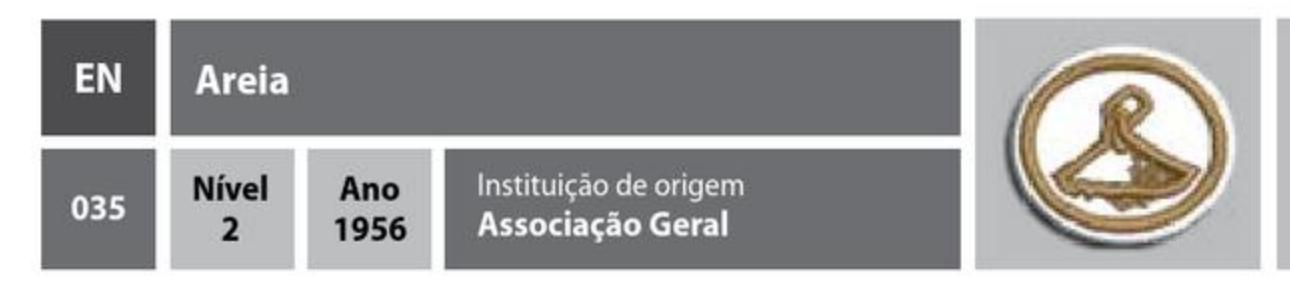 EN
Areia
035
Nível
2
Ano
1956
Instituição de origem
Associação Geral